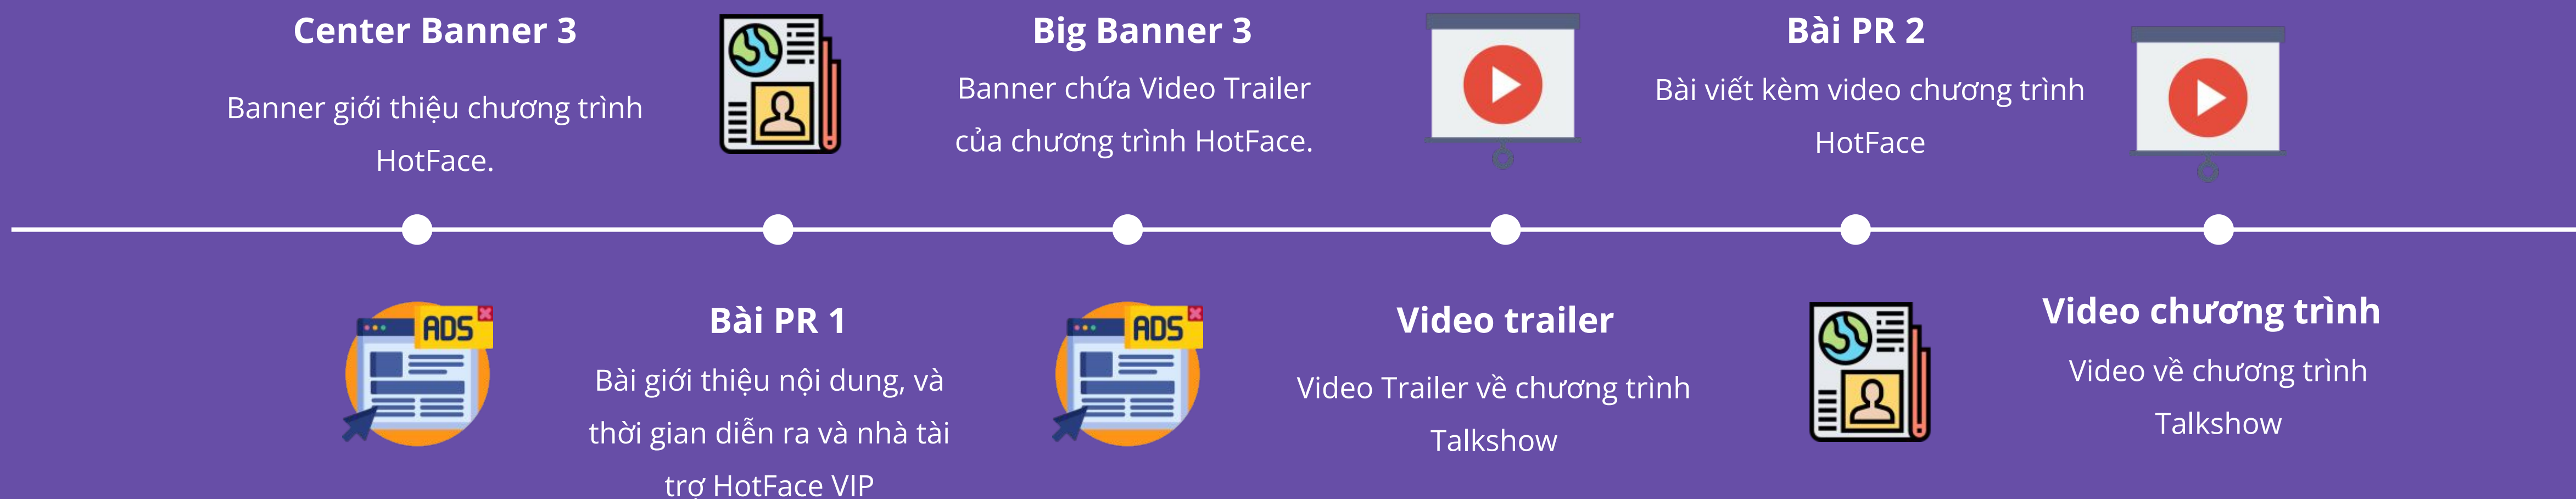 Center Banner 3
Banner giới thiệu chương trình
HotFace.
ADS
Bài PR 1
Bài giới thiệu nội dung, và
thời gian diễn ra và nhà tài
trợ HotFace VIP
Big Banner 3
Banner chứa Video Trailer
của chương trình HotFace.
ADS
Video trailer
Video Trailer về chương trình
Talkshow
Bài PR 2
Bài viết kèm video chương trình
HotFace
Video chương trình
Video về chương trình
Talkshow